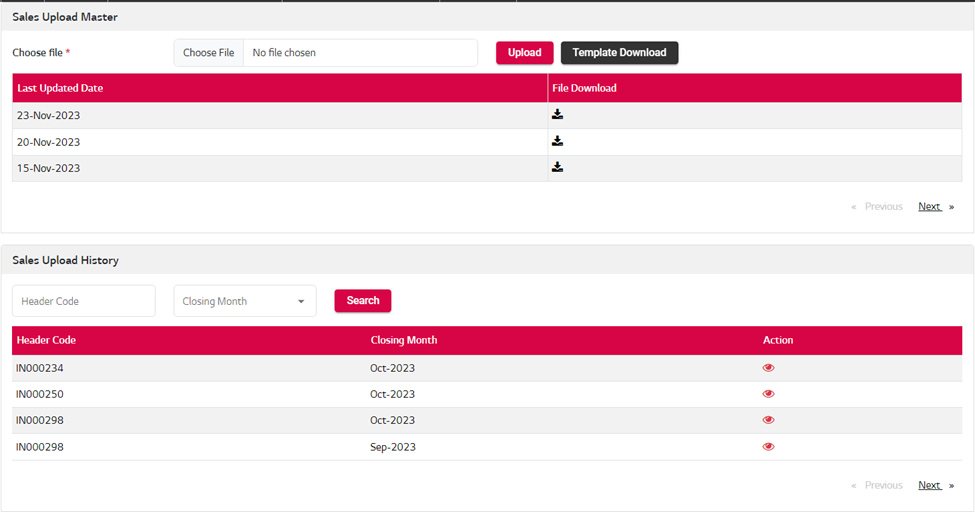 Sales Upload Master
Choose file * Choose File No file chosen Upload Template Download
Last Updated Date File Download
23-Nov-2023
20-Nov-2023
15-Nov-2023
« Previous Next »
Sales Upload History
Header Code Closing Month Search
Header Code Closing Month Action
IN000234 Oct-2023
IN000250 Oct-2023
IN000298 Oct-2023
IN000298 Sep-2023
« Previous Next »